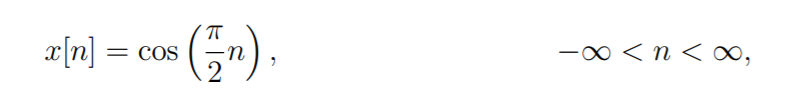 x[n] = cos(π/2 n), −∞ < n < ∞,